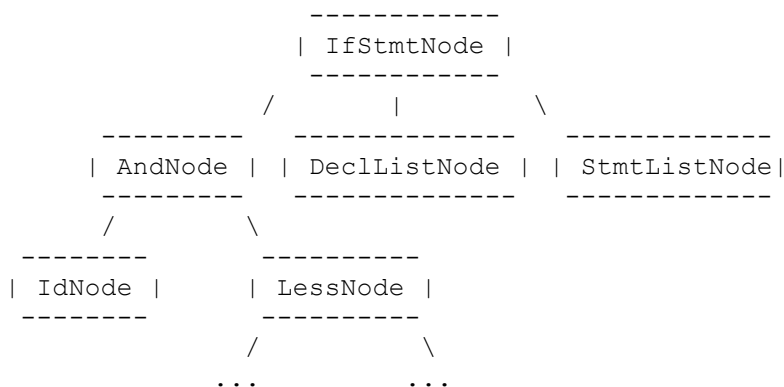 ------------
| IfStmtNode |
------------
/ | \
--------- -------------- -------------
| AndNode | | DeclListNode | | StmtListNode|
--------- -------------- -------------
/ \
-------- ----------
| IdNode | | LessNode |
-------- ----------
/ \
... ...